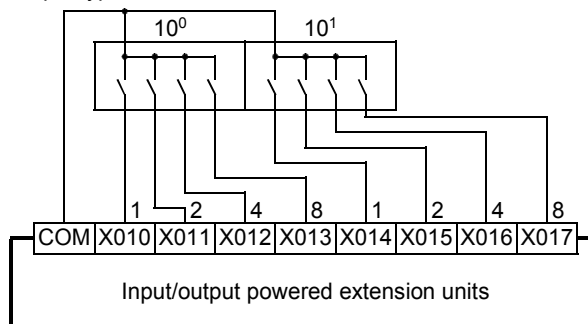 10⁰ 10¹
1 2 4 8 1 2 4 8
COM X010 X011 X012 X013 X014 X015 X016 X017
Input/output powered extension units